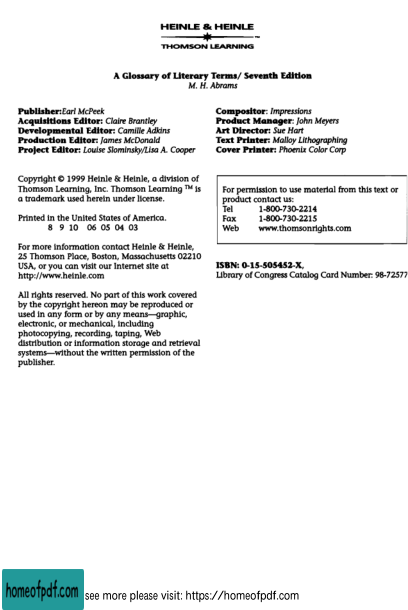 HEINLE & HEINLE
THOMSON LEARNING
A Glossary of Literary Terms/ Seventh Edition
M. H. Abrams
Publisher:Earl McPeek
Acquisitions Editor: Claire Brantley
Developmental Editor: Camille Adkins
Production Editor: James McDonald
Project Editor: Louise Slominsky/Lisa A. Cooper
Compositor: Impressions
Product Manager: John Meyers
Art Director: Sue Hart
Text Printer: Malloy Lithographing
Cover Printer: Phoenix Color Corp
Copyright © 1999 Heinle & Heinle, a division of
Thomson Learning, Inc. Thomson Learning ™ is
a trademark used herein under license.
Printed in the United States of America.
8 9 10 06 05 04 03
For more information contact Heinle & Heinle,
25 Thomson Place, Boston, Massachusetts 02210
USA, or you can visit our Internet site at
http://www.heinle.com
All rights reserved. No part of this work covered
by the copyright hereon may be reproduced or
used in any form or by any means—graphic,
electronic, or mechanical, including
photocopying, recording, taping, Web
distribution or information storage and retrieval
systems—without the written permission of the
publisher.
For permission to use material from this text or
product contact us:
Tel 1-800-730-2214
Fax 1-800-730-2215
Web www.thomsonrights.com
ISBN: 0-15-505452-X,
Library of Congress Catalog Card Number: 98-72577
homeofpdf.com
see more please visit: https://homeofpdf.com